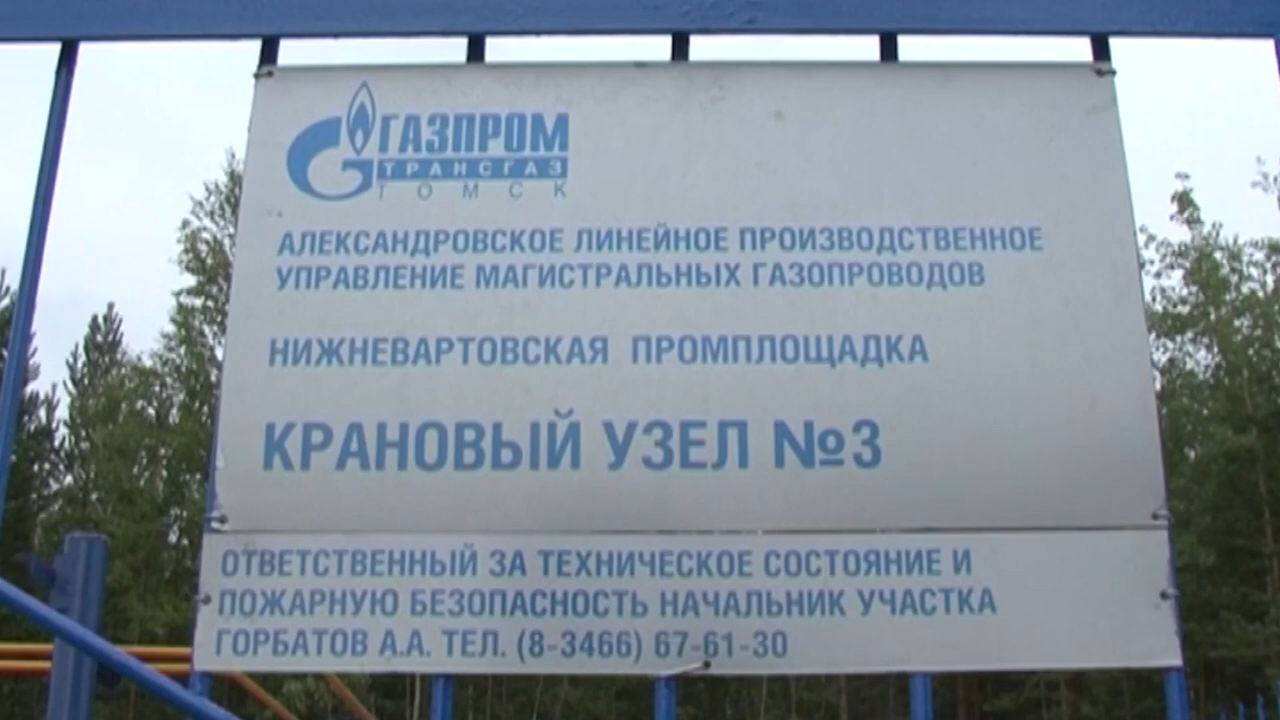 ГАЗПРОМ
ТРАНСГАЗ
ТОМСК
АЛЕКСАНДРОВСКОЕ ЛИНЕЙНОЕ ПРОИЗВОДСТВЕННОЕ
УПРАВЛЕНИЕ МАГИСТРАЛЬНЫХ ГАЗОПРОВОДОВ
НИЖНЕВАРТОВСКАЯ ПРОМПЛОЩАДКА
КРАНОВЫЙ УЗЕЛ №3
ОТВЕТСТВЕННЫЙ ЗА ТЕХНИЧЕСКОЕ СОСТОЯНИЕ И
ПОЖАРНУЮ БЕЗОПАСНОСТЬ НАЧАЛЬНИК УЧАСТКА
ГОРБАТОВ А.А. ТЕЛ. (8-3466) 67-61-30